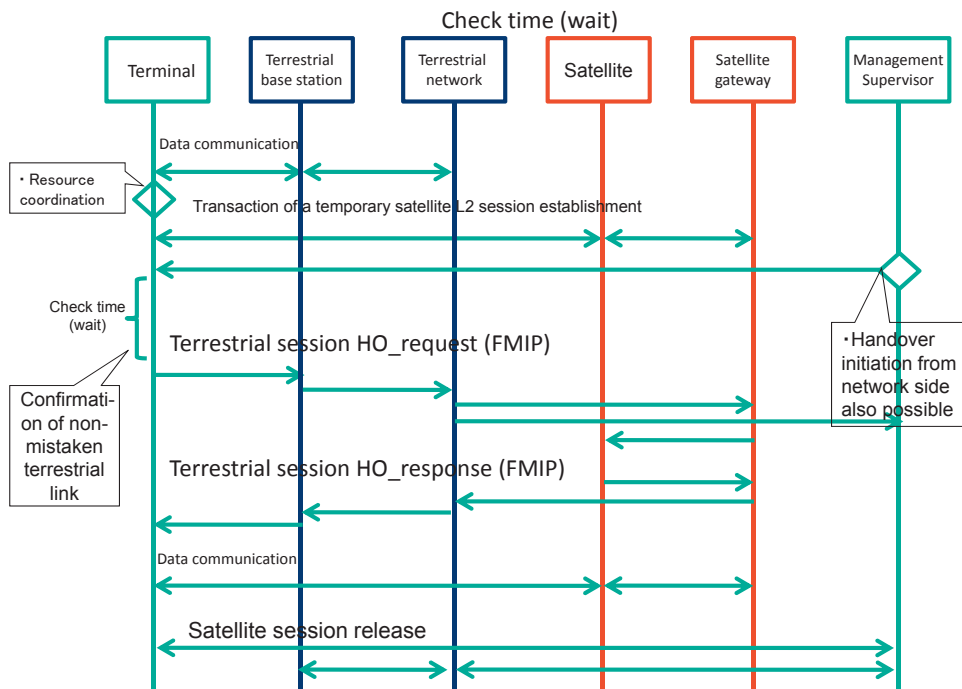 Check time (wait)
Terminal
Terrestrial
base station
Terrestrial
network
Satellite
Satellite
gateway
Management
Supervisor
Data communication
・Resource
coordination
Transaction of a temporary satellite L2 session establishment
Check time
(wait)
Terrestrial session HO_request (FMIP)
・Handover
initiation from
network side
also possible
Confirmati-
on of non-
mistaken
terrestrial
link
Terrestrial session HO_response (FMIP)
Data communication
Satellite session release